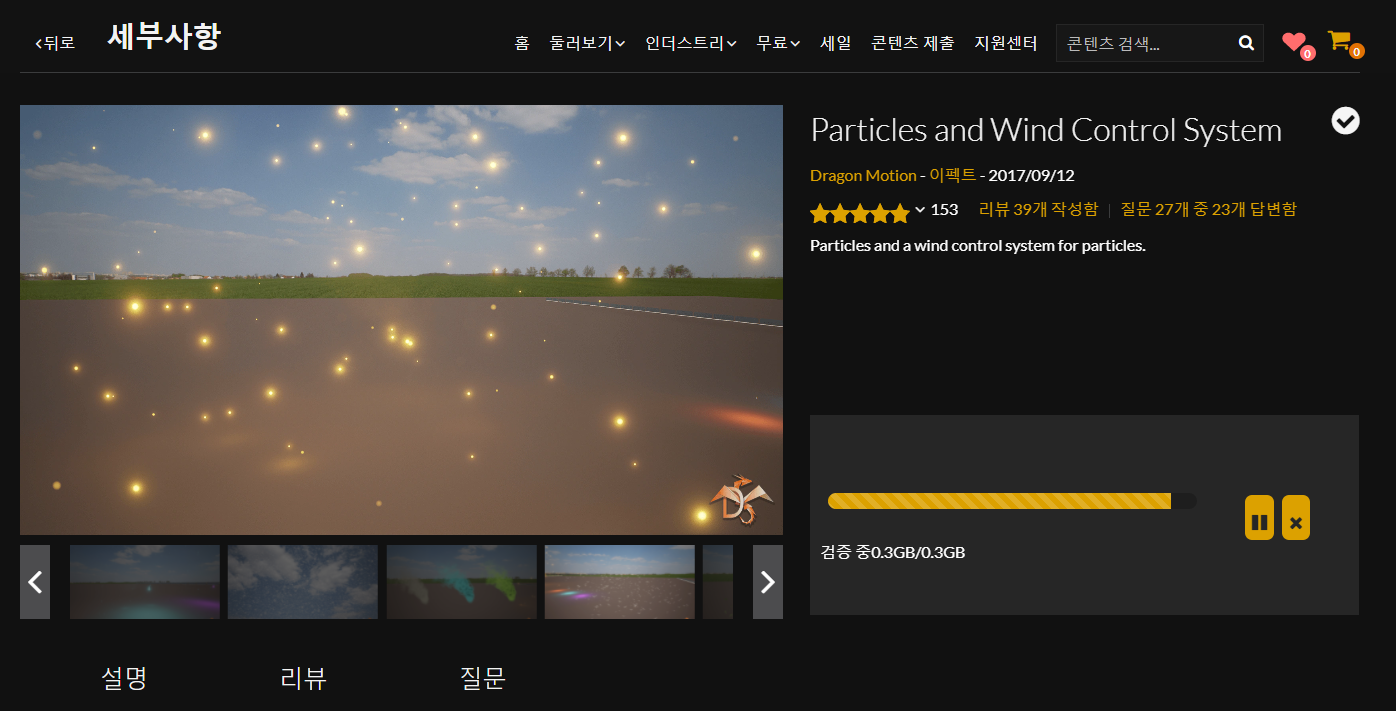 뒤로
세부사항
홈
둘러보기
인더스트리
무료
세일
콘텐츠 제출
지원센터
콘텐츠 검색...
0
0
Particles and Wind Control System
Dragon Motion - 이펙트 - 2017/09/12
153 리뷰 39개 작성함 | 질문 27개 중 23개 답변함
Particles and a wind control system for particles.
검증 중0.3GB/0.3GB
설명
리뷰
질문